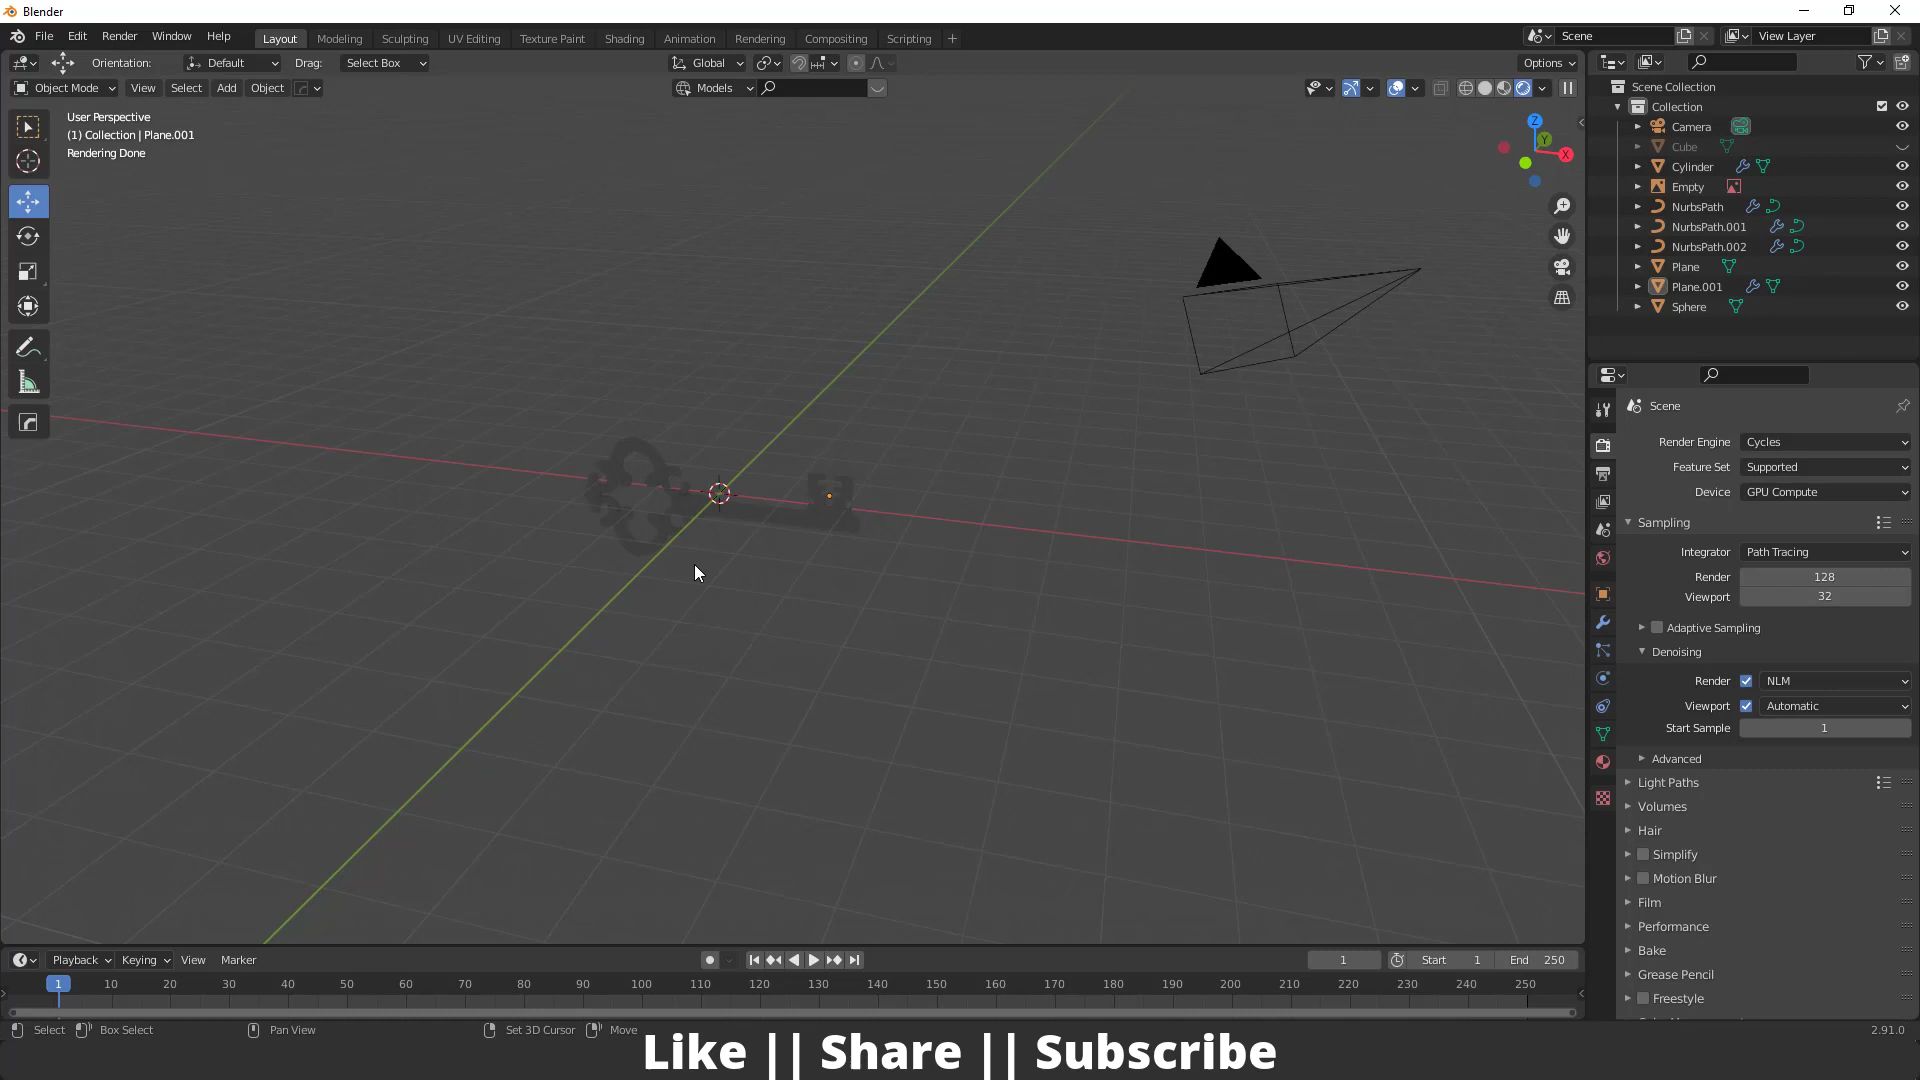 Blender
File Edit Render Window Help
Layout Modeling Sculpting UV Editing Texture Paint Shading Animation Rendering Compositing Scripting +
Scene
View Layer
Orientation: Default Drag: Select Box
Global
Options
Object Mode View Select Add Object
Models
User Perspective
(1) Collection | Plane.001
Rendering Done
Z
Y
X
Scene Collection
Collection
Camera
Cube
Cylinder
Empty
NurbsPath
NurbsPath.001
NurbsPath.002
Plane
Plane.001
Sphere
Scene
Render Engine Cycles
Feature Set Supported
Device GPU Compute
Sampling
Integrator Path Tracing
Render 128
Viewport 32
Adaptive Sampling
Denoising
Render NLM
Viewport Automatic
Start Sample 1
Advanced
Light Paths
Volumes
Hair
Simplify
Motion Blur
Film
Performance
Bake
Grease Pencil
Freestyle
Playback Keying View Marker
1 Start 1 End 250
1 10 20 30 40 50 60 70 80 90 100 110 120 130 140 150 160 170 180 190 200 210 220 230 240 250
Select Box Select Pan View Set 3D Cursor Move
2.91.0
Like || Share || Subscribe